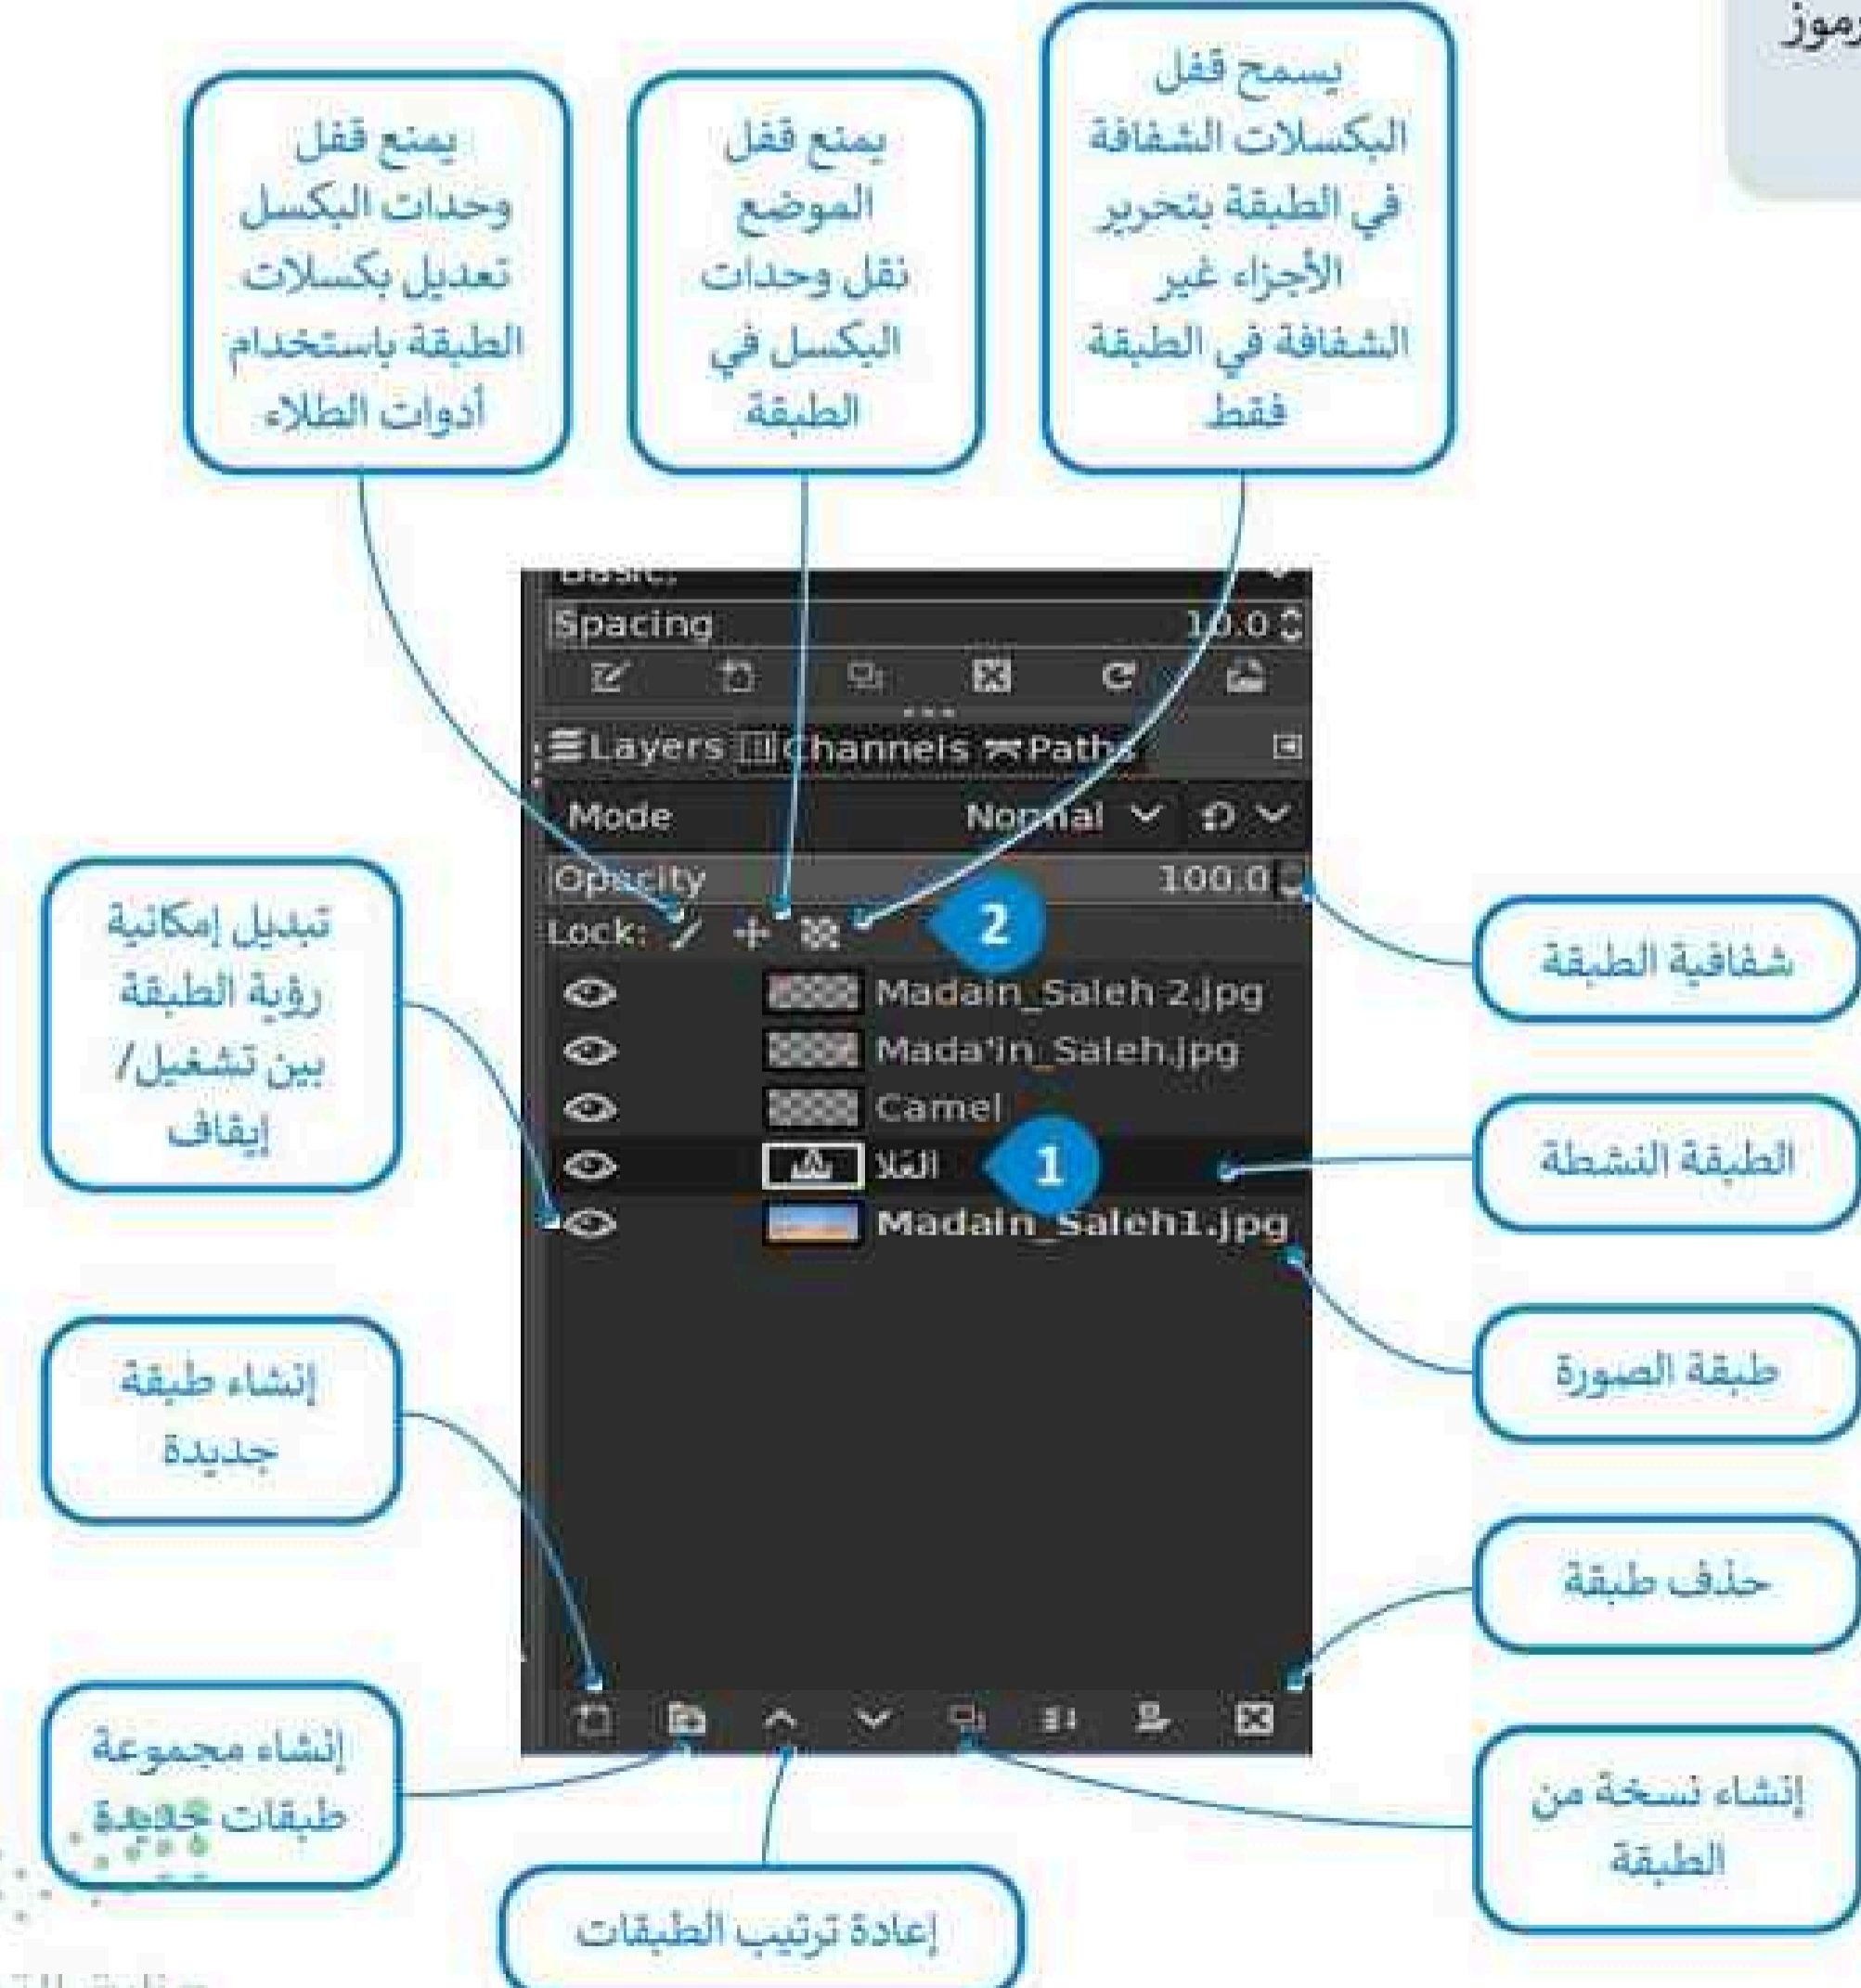 رموز
يسمح قفل
البكسلات الشفافة
في الطبقة بتحرير
الأجزاء غير
الشفافة في الطبقة
فقط
يمنع قفل
الموضع
نقل وحدات
البكسل في
الطبقة
يمنع قفل
وحدات البكسل
تعديل بكسلات
الطبقة باستخدام
أدوات الطلاء
Spacing 10.0
Layers Channels Paths
Mode Normal
Opacity 100.0
Lock: 2
Madain_Saleh 2.jpg
Mada'in_Saleh.jpg
Camel
العُلا 1
Madain_Saleh1.jpg
شفافية الطبقة
الطبقة النشطة
طبقة الصورة
حذف طبقة
إنشاء نسخة من
الطبقة
تبديل إمكانية
رؤية الطبقة
بين تشغيل/
إيقاف
إنشاء طبقة
جديدة
إنشاء مجموعة
طبقات جديدة
إعادة ترتيب الطبقات